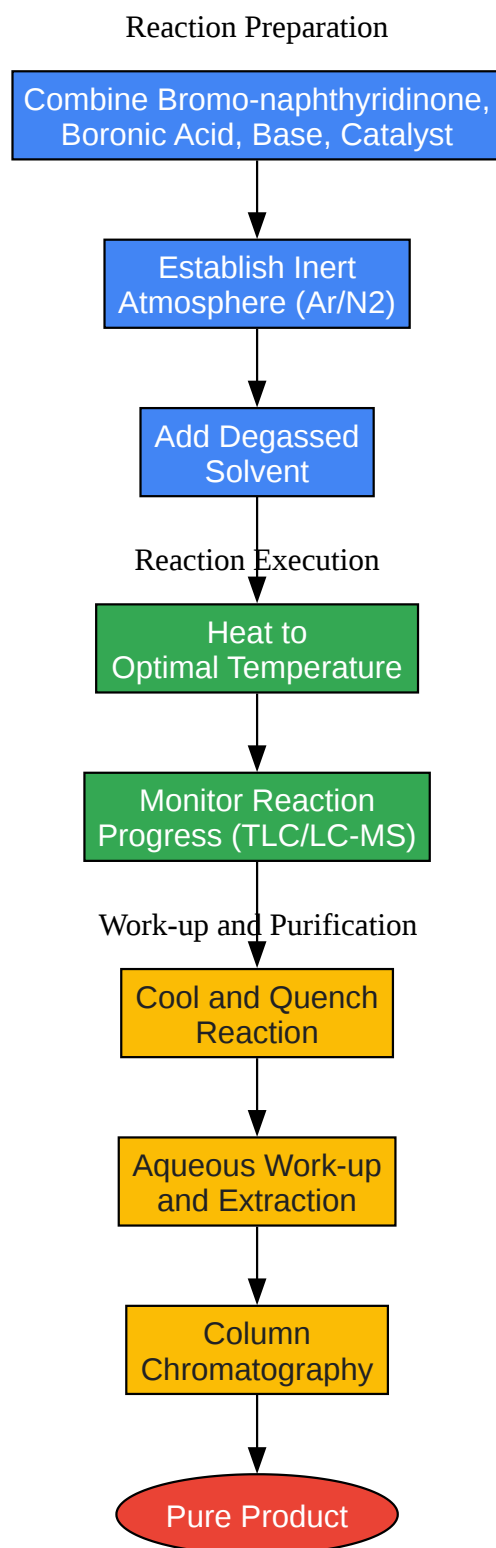 Reaction Preparation
Combine Bromo-naphthyridinone,
Boronic Acid, Base, Catalyst
Establish Inert
Atmosphere (Ar/N2)
Add Degassed
Solvent
Reaction Execution
Heat to
Optimal Temperature
Monitor Reaction
Progress (TLC/LC-MS)
Work-up and Purification
Cool and Quench
Reaction
Aqueous Work-up
and Extraction
Column
Chromatography
Pure Product